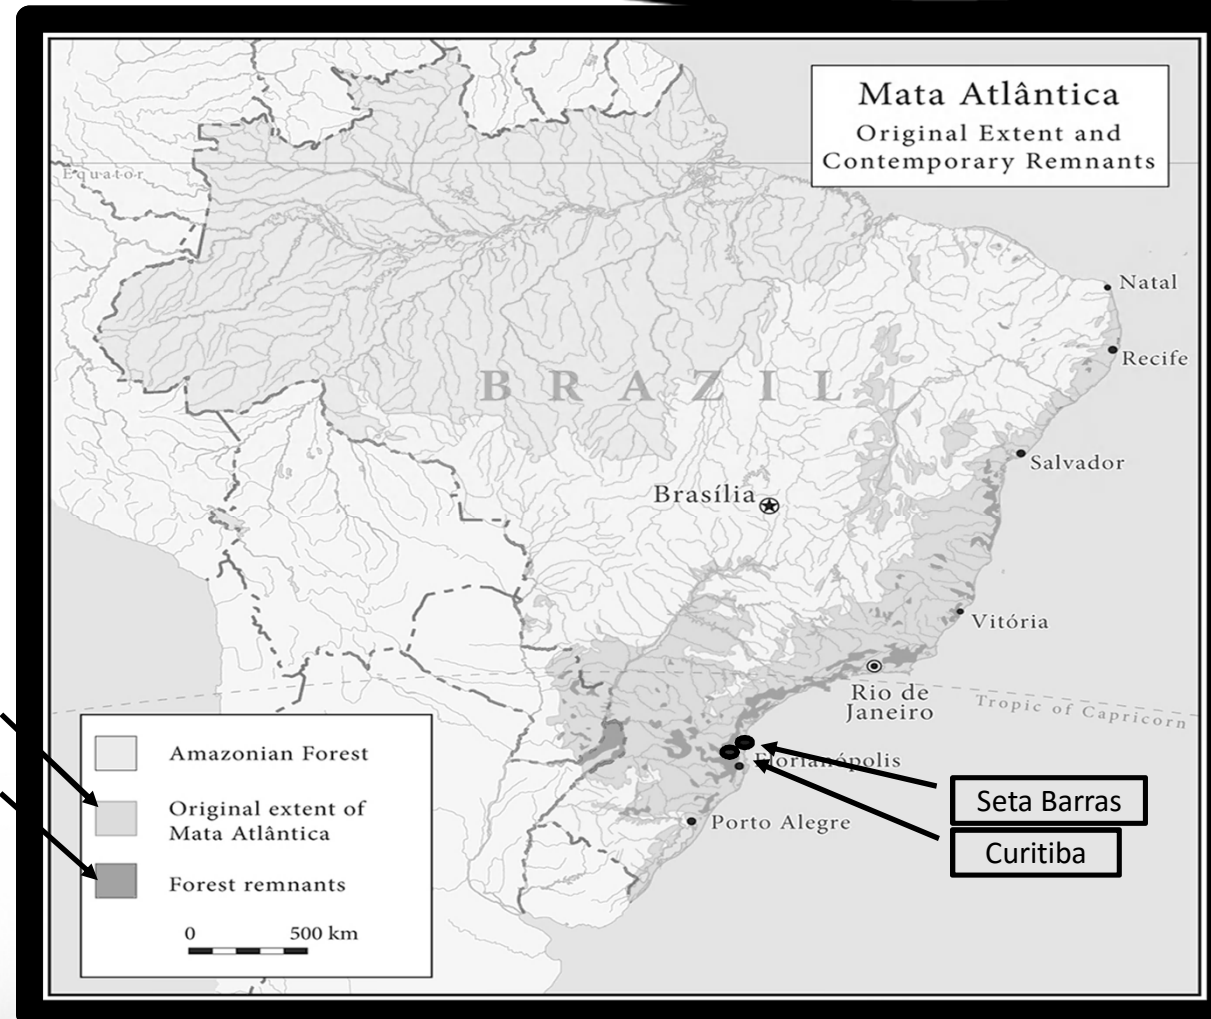 Mata Atlântica
Original Extent and
Contemporary Remnants
Equator
Natal
Recife
BRAZIL
Salvador
Brasília
Vitória
Rio de
Janeiro
Tropic of Capricorn
Florianópolis
Porto Alegre
Seta Barras
Curitiba
Amazonian Forest
Original extent of
Mata Atlântica
Forest remnants
0 500 km